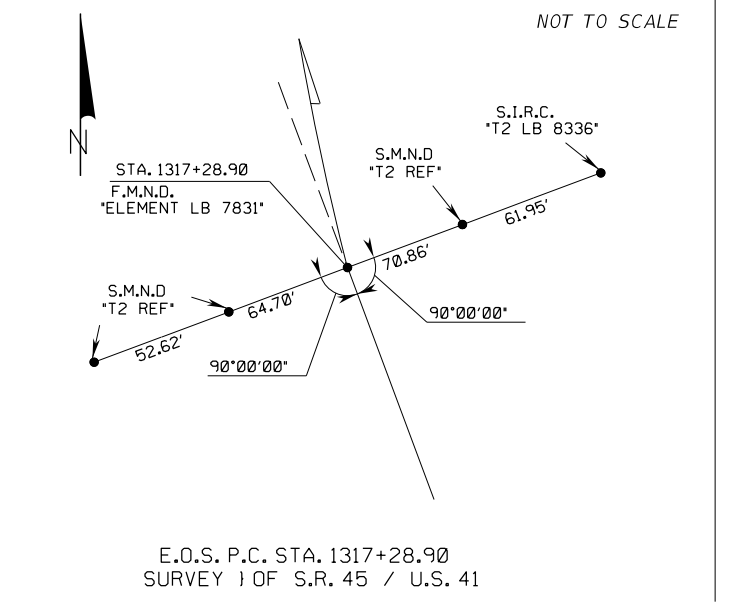 NOT TO SCALE
N
S.I.R.C.
"T2 LB 8336"
S.M.N.D
"T2 REF"
STA. 1317+28.90
F.M.N.D.
"ELEMENT LB 7831"
61.95'
70.86'
S.M.N.D
"T2 REF"
64.70'
90°00'00"
52.62'
90°00'00"
E.O.S. P.C. STA. 1317+28.90
SURVEY } OF S.R. 45 / U.S. 41